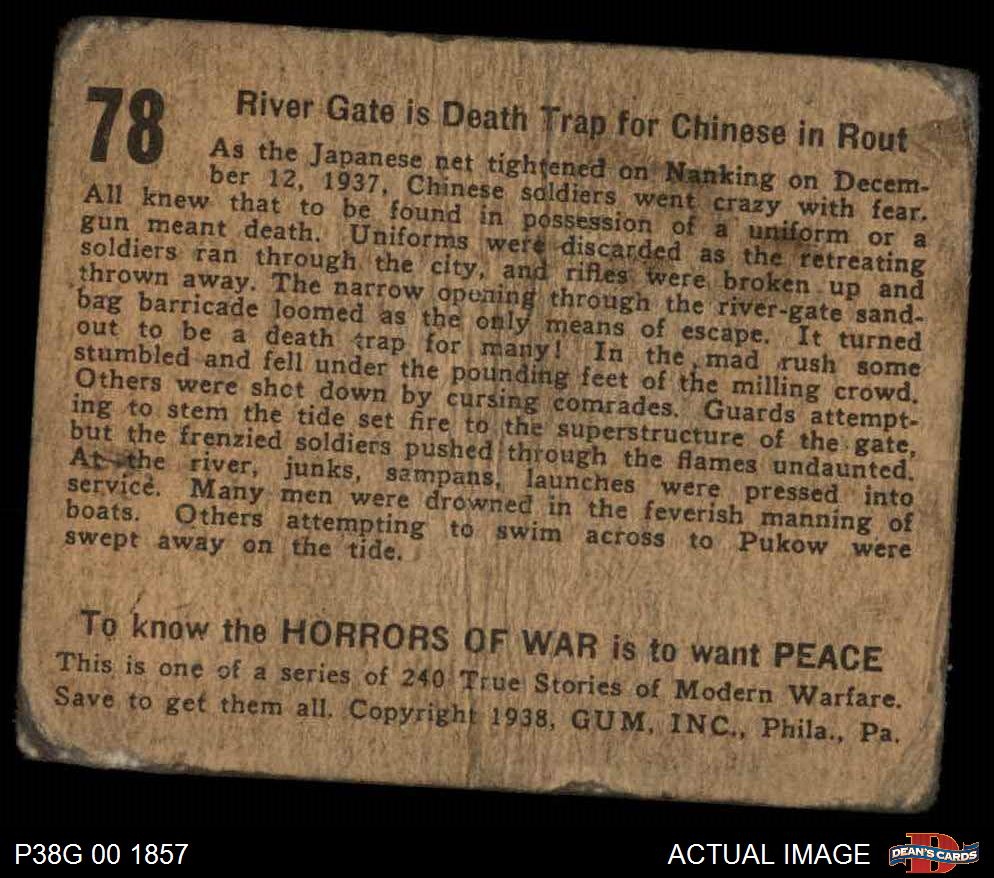 78
River Gate is Death Trap for Chinese in Rout
As the Japanese net tightened on Nanking on Decem-
ber 12, 1937, Chinese soldiers went crazy with fear.
All knew that to be found in possession of a uniform or a
gun meant death. Uniforms were discarded as the retreating
soldiers ran through the city, and rifles were broken up and
thrown away. The narrow opening through the river-gate sand-
bag barricade loomed as the only means of escape. It turned
out to be a death trap for many! In the mad rush some
stumbled and fell under the pounding feet of the milling crowd.
Others were shot down by cursing comrades. Guards attempt-
ing to stem the tide set fire to the superstructure of the gate,
but the frenzied soldiers pushed through the flames undaunted.
At the river, junks, sampans, launches were pressed into
service. Many men were drowned in the feverish manning of
boats. Others attempting to swim across to Pukow were
swept away on the tide.
To know the HORRORS OF WAR is to want PEACE
This is one of a series of 240 True Stories of Modern Warfare.
Save to get them all. Copyright 1938, GUM, INC., Phila., Pa.
P38G 00 1857
ACTUAL IMAGE
D
DEAN'S CARDS